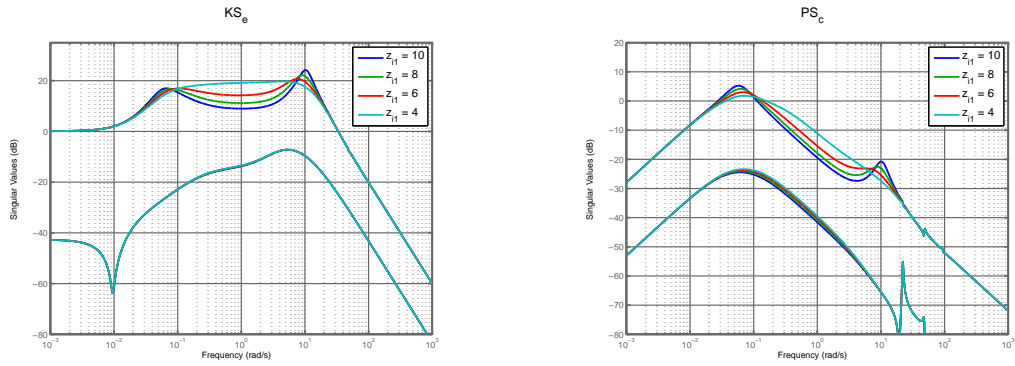 KS_e
Singular Values (dB)
20
0
−20
−40
−60
−80
10^−3
10^−2
10^−1
10^0
10^1
10^2
10^3
Frequency (rad/s)
z_i1 = 10
z_i1 = 8
z_i1 = 6
z_i1 = 4
PS_c
Singular Values (dB)
20
10
0
−10
−20
−30
−40
−50
−60
−70
−80
10^−3
10^−2
10^−1
10^0
10^1
10^2
10^3
Frequency (rad/s)
z_i1 = 10
z_i1 = 8
z_i1 = 6
z_i1 = 4